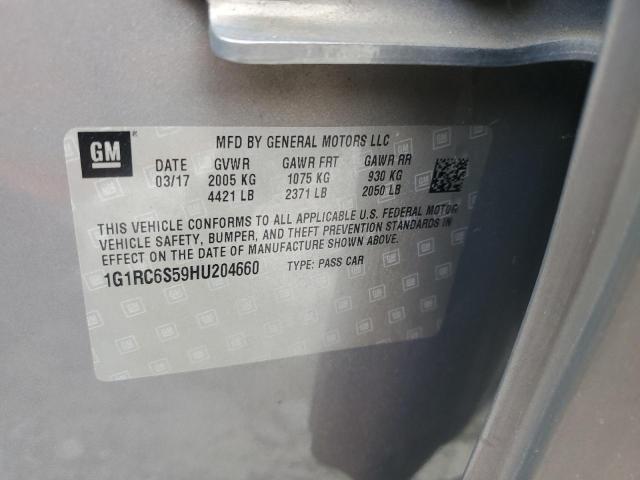 GM
MFD BY GENERAL MOTORS LLC
DATE GVWR GAWR FRT GAWR RR
03/17 2005 KG 1075 KG 930 KG
4421 LB 2371 LB 2050 LB
THIS VEHICLE CONFORMS TO ALL APPLICABLE U.S. FEDERAL MOTOR
VEHICLE SAFETY, BUMPER, AND THEFT PREVENTION STANDARDS IN
EFFECT ON THE DATE OF MANUFACTURE SHOWN ABOVE.
1G1RC6S59HU204660 TYPE: PASS CAR